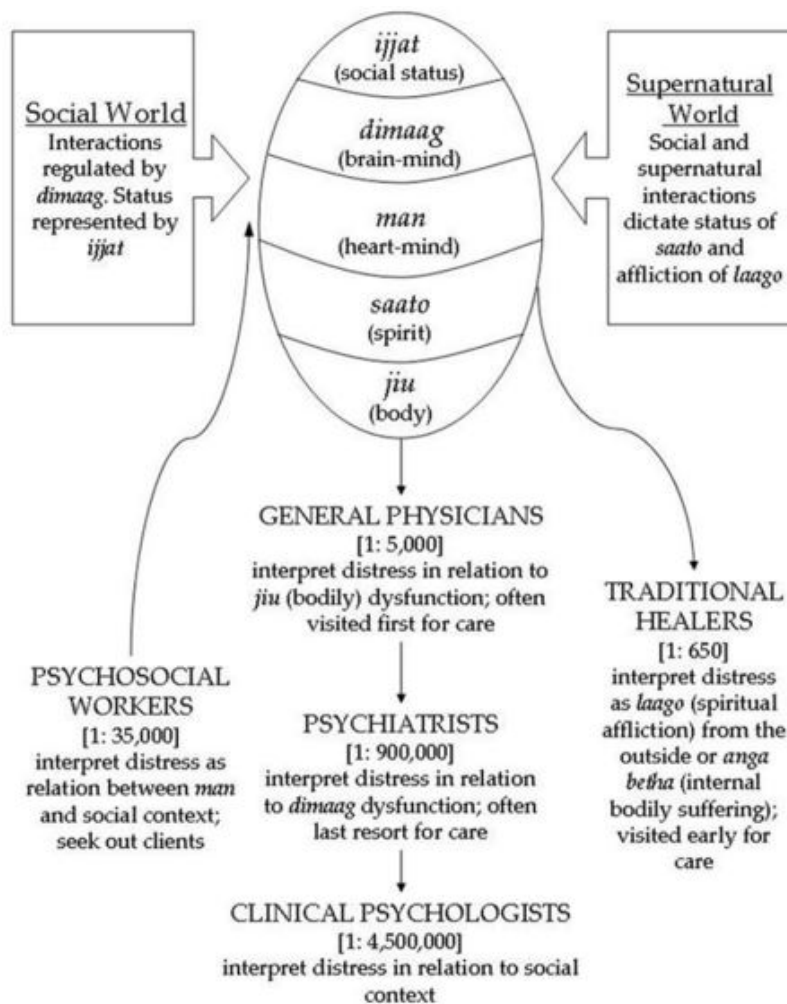 ijjat
(social status)
dimaag
(brain-mind)
man
(heart-mind)
saato
(spirit)
jiu
(body)
Social World
Interactions
regulated by
dimaag. Status
represented by
ijjat
Supernatural
World
Social and
supernatural
interactions
dictate status of
saato and
affliction of laago
GENERAL PHYSICIANS
[1: 5,000]
interpret distress in relation to
jiu (bodily) dysfunction; often
visited first for care
PSYCHOSOCIAL
WORKERS
[1: 35,000]
interpret distress as
relation between man
and social context;
seek out clients
PSYCHIATRISTS
[1: 900,000]
interpret distress in relation
to dimaag dysfunction; often
last resort for care
TRADITIONAL
HEALERS
[1: 650]
interpret distress
as laago (spiritual
affliction) from the
outside or anga
betha (internal
bodily suffering);
visited early for
care
CLINICAL PSYCHOLOGISTS
[1: 4,500,000]
interpret distress in relation to social
context